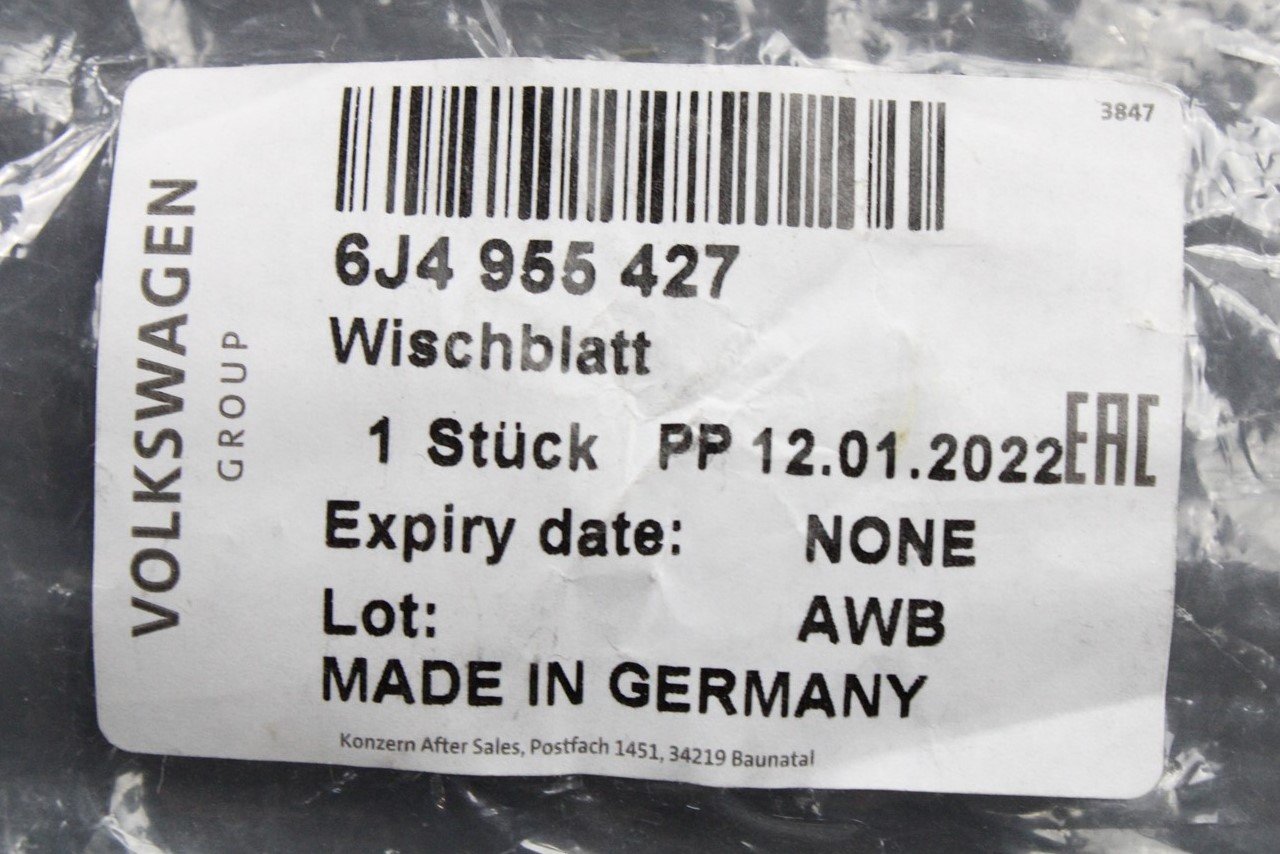 3847
VOLKSWAGEN
GROUP
6J4 955 427
Wischblatt
1 Stück PP 12.01.2022 EAC
Expiry date: NONE
Lot: AWB
MADE IN GERMANY
Konzern After Sales, Postfach 1451, 34219 Baunatal